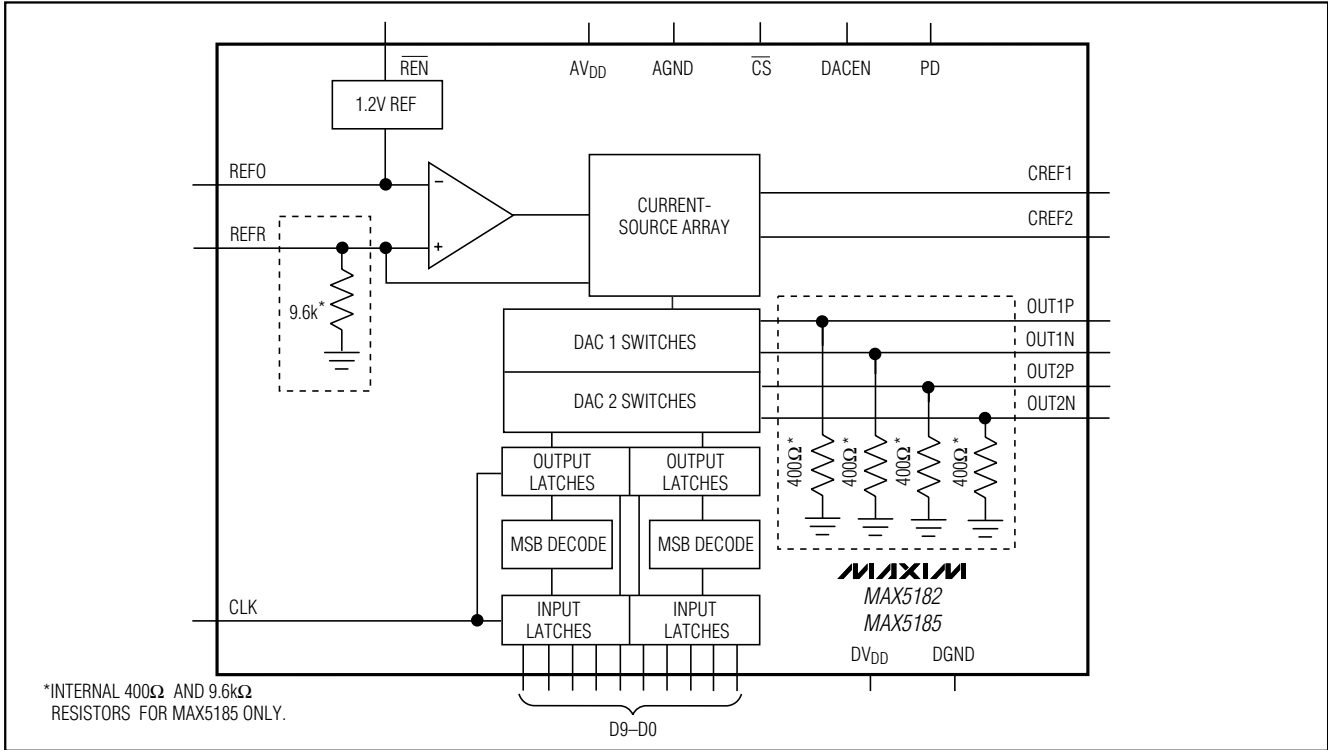 REN
AVDD
AGND
CS
DACEN
PD
1.2V REF
REFO
−
CURRENT-
SOURCE ARRAY
CREF1
CREF2
REFR
+
9.6k*
DAC 1 SWITCHES
DAC 2 SWITCHES
OUT1P
OUT1N
OUT2P
OUT2N
400Ω*
400Ω*
400Ω*
400Ω*
OUTPUT
LATCHES
OUTPUT
LATCHES
MSB DECODE
MSB DECODE
CLK
INPUT
LATCHES
INPUT
LATCHES
MAXIM
MAX5182
MAX5185
DVDD
DGND
*INTERNAL 400Ω AND 9.6kΩ
RESISTORS FOR MAX5185 ONLY.
D9–D0